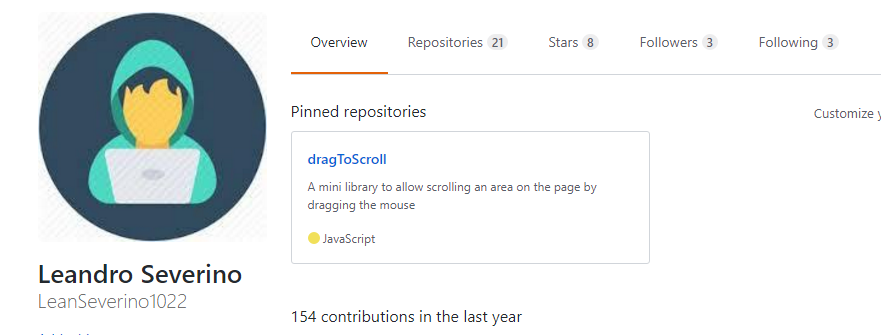 Overview Repositories 21 Stars 8 Followers 3 Following 3
Pinned repositories
Customize
dragToScroll
A mini library to allow scrolling an area on the page by
dragging the mouse
JavaScript
Leandro Severino
LeanSeverino1022
154 contributions in the last year